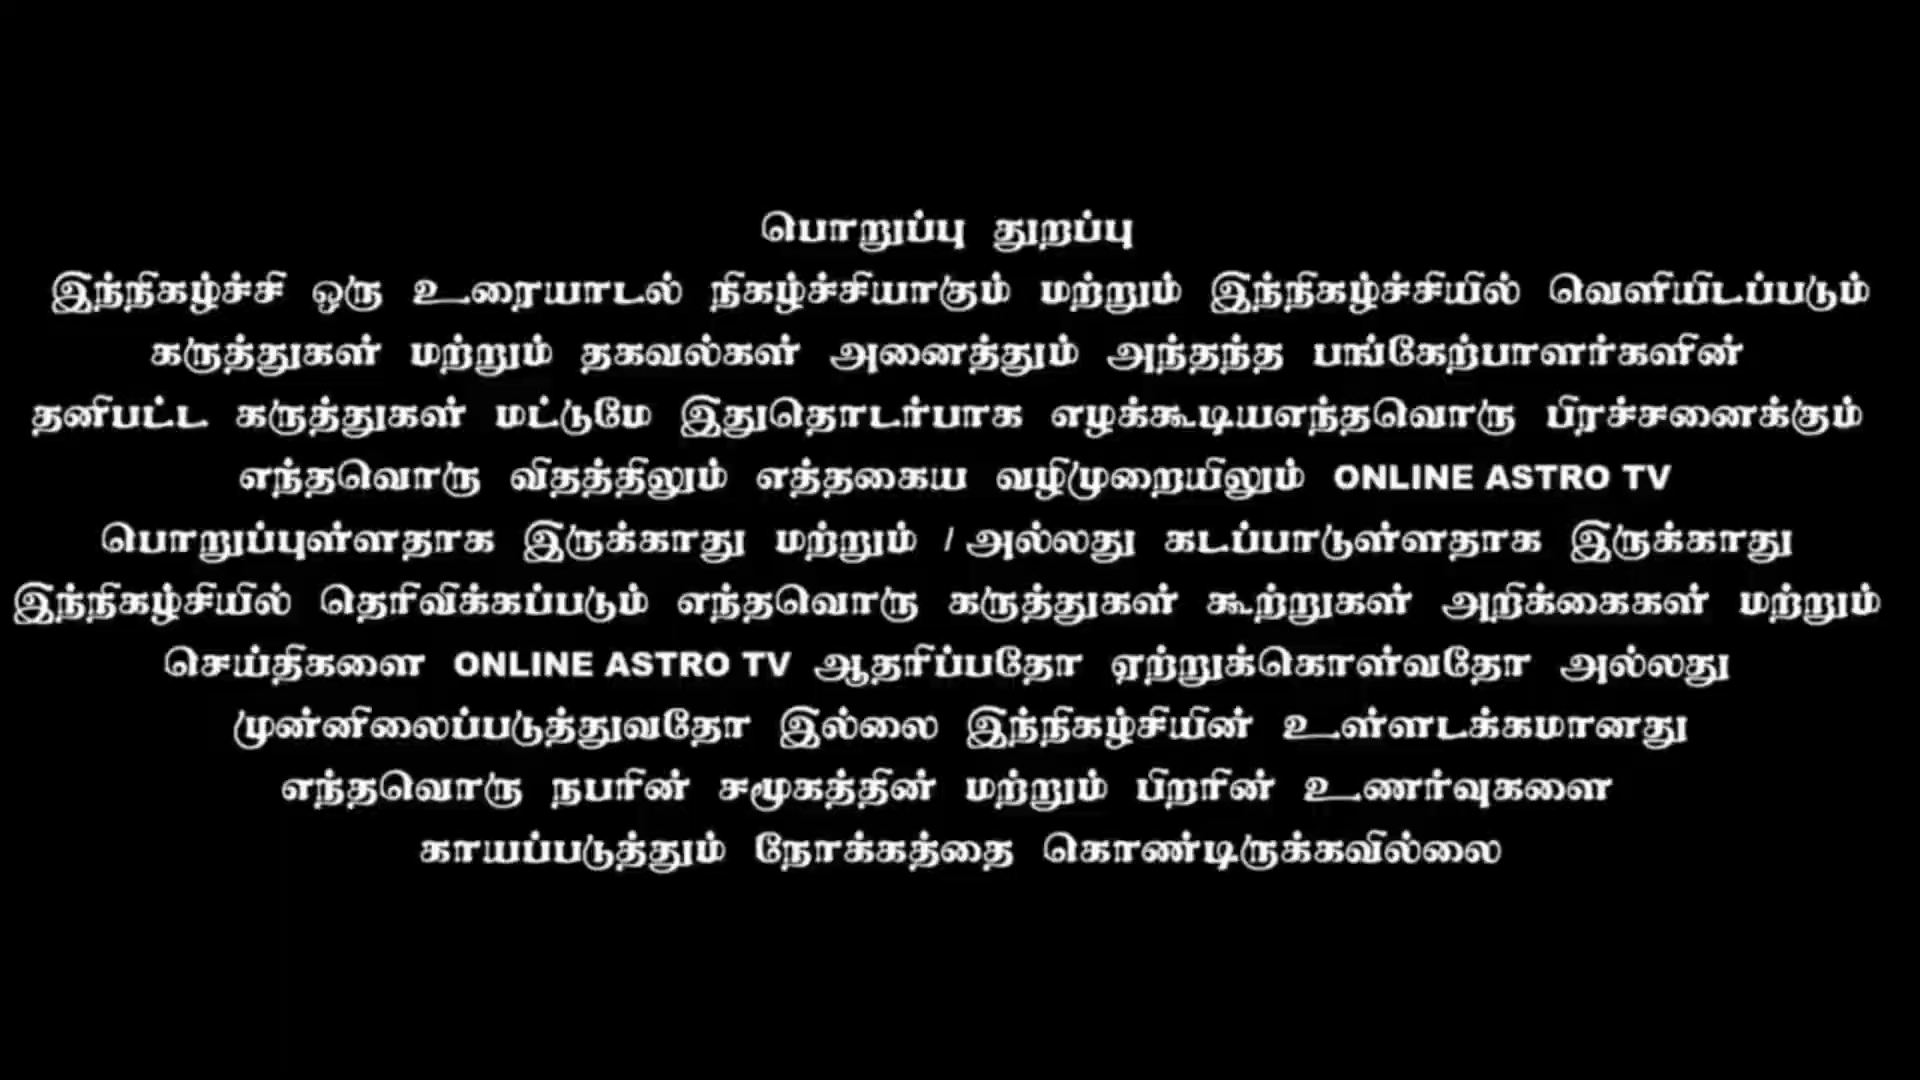 பொறுப்பு துறப்பு
இந்நிகழ்ச்சி ஒரு உரையாடல் நிகழ்ச்சியாகும் மற்றும் இந்நிகழ்ச்சியில் வெளியிடப்படும்
கருத்துகள் மற்றும் தகவல்கள் அனைத்தும் அந்தந்த பங்கேற்பாளர்களின்
தனிபட்ட கருத்துகள் மட்டுமே இதுதொடர்பாக எழக்கூடியஎந்தவொரு பிரச்சனைக்கும்
எந்தவொரு விதத்திலும் எத்தகைய வழிமுறையிலும் ONLINE ASTRO TV
பொறுப்புள்ளதாக இருக்காது மற்றும் / அல்லது கடப்பாடுள்ளதாக இருக்காது
இந்நிகழ்சியில் தெரிவிக்கப்படும் எந்தவொரு கருத்துகள் கூற்றுகள் அறிக்கைகள் மற்றும்
செய்திகளை ONLINE ASTRO TV ஆதரிப்பதோ ஏற்றுக்கொள்வதோ அல்லது
முன்னிலைப்படுத்துவதோ இல்லை இந்நிகழ்சியின் உள்ளடக்கமானது
எந்தவொரு நபரின் சமூகத்தின் மற்றும் பிறரின் உணர்வுகளை
காயப்படுத்தும் நோக்கத்தை கொண்டிருக்கவில்லை